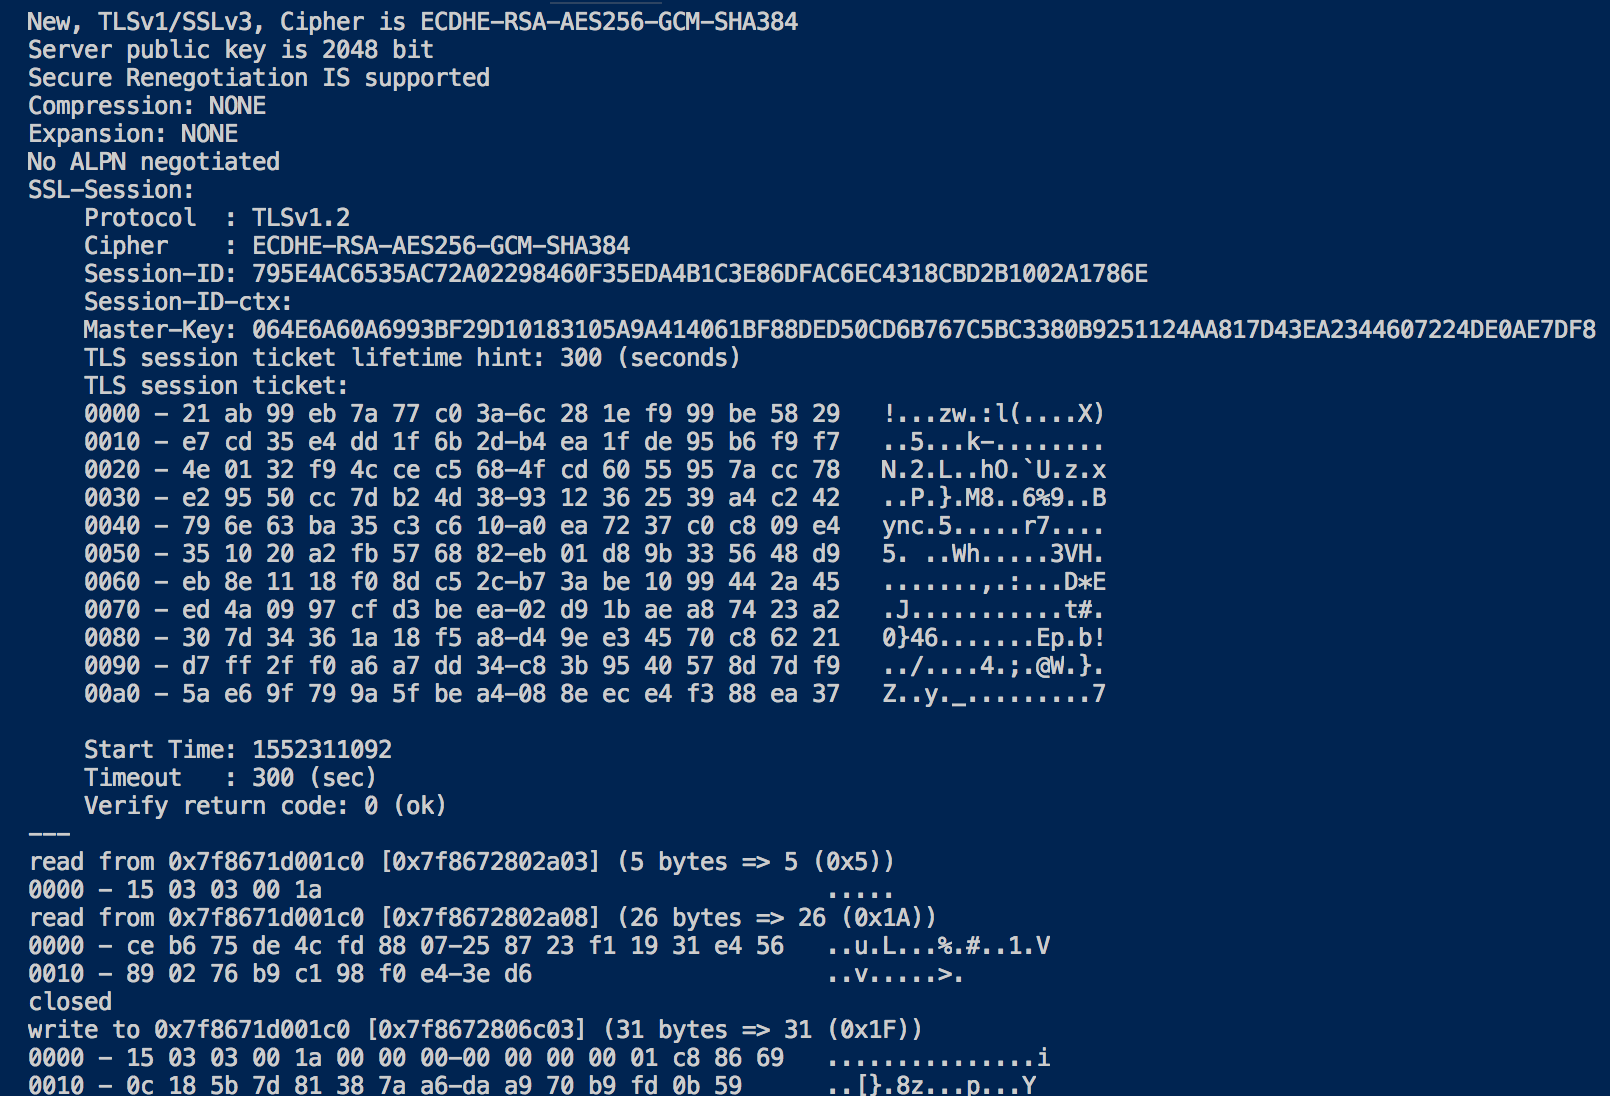 New, TLSv1/SSLv3, Cipher is ECDHE-RSA-AES256-GCM-SHA384
Server public key is 2048 bit
Secure Renegotiation IS supported
Compression: NONE
Expansion: NONE
No ALPN negotiated
SSL-Session:
    Protocol  : TLSv1.2
    Cipher    : ECDHE-RSA-AES256-GCM-SHA384
    Session-ID: 795E4AC6535AC72A02298460F35EDA4B1C3E86DFAC6EC4318CBD2B1002A1786E
    Session-ID-ctx:
    Master-Key: 064E6A60A6993BF29D10183105A9A414061BF88DED50CD6B767C5BC3380B9251124AA817D43EA2344607224DE0AE7DF8
    TLS session ticket lifetime hint: 300 (seconds)
    TLS session ticket:
    0000 - 21 ab 99 eb 7a 77 c0 3a-6c 28 1e f9 99 be 58 29   !...zw.:l(....X)
    0010 - e7 cd 35 e4 dd 1f 6b 2d-b4 ea 1f de 95 b6 f9 f7   ..5...k-........
    0020 - 4e 01 32 f9 4c ce c5 68-4f cd 60 55 95 7a cc 78   N.2.L..hO.`U.z.x
    0030 - e2 95 50 cc 7d b2 4d 38-93 12 36 25 39 a4 c2 42   ..P.}.M8..6%9..B
    0040 - 79 6e 63 ba 35 c3 c6 10-a0 ea 72 37 c0 c8 09 e4   ync.5.....r7....
    0050 - 35 10 20 a2 fb 57 68 82-eb 01 d8 9b 33 56 48 d9   5. ..Wh.....3VH.
    0060 - eb 8e 11 18 f0 8d c5 2c-b7 3a be 10 99 44 2a 45   .......,.:...D*E
    0070 - ed 4a 09 97 cf d3 be ea-02 d9 1b ae a8 74 23 a2   .J...........t#.
    0080 - 30 7d 34 36 1a 18 f5 a8-d4 9e e3 45 70 c8 62 21   0}46.......Ep.b!
    0090 - d7 ff 2f f0 a6 a7 dd 34-c8 3b 95 40 57 8d 7d f9   ../....4.;.@W.}.
    00a0 - 5a e6 9f 79 9a 5f be a4-08 8e ec e4 f3 88 ea 37   Z..y._.........7
    Start Time: 1552311092
    Timeout   : 300 (sec)
    Verify return code: 0 (ok)
---
read from 0x7f8671d001c0 [0x7f8672802a03] (5 bytes => 5 (0x5))
0000 - 15 03 03 00 1a                                    .....
read from 0x7f8671d001c0 [0x7f8672802a08] (26 bytes => 26 (0x1A))
0000 - ce b6 75 de 4c fd 88 07-25 87 23 f1 19 31 e4 56   ..u.L...%.#..1.V
0010 - 89 02 76 b9 c1 98 f0 e4-3e d6                     ..v.....>.
closed
write to 0x7f8671d001c0 [0x7f8672806c03] (31 bytes => 31 (0x1F))
0000 - 15 03 03 00 1a 00 00 00-00 00 00 00 01 c8 86 69   ...............i
0010 - 0c 18 5b 7d 81 38 7a a6-da a9 70 b9 fd 0b 59      ..[}.8z...p...Y